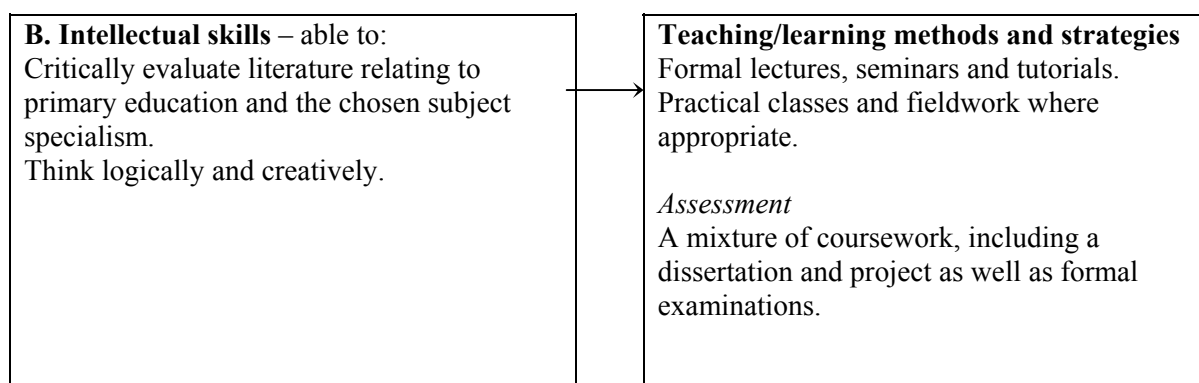 B. Intellectual skills – able to:
Critically evaluate literature relating to
primary education and the chosen subject
specialism.
Think logically and creatively.
Teaching/learning methods and strategies
Formal lectures, seminars and tutorials.
Practical classes and fieldwork where
appropriate.
Assessment
A mixture of coursework, including a
dissertation and project as well as formal
examinations.